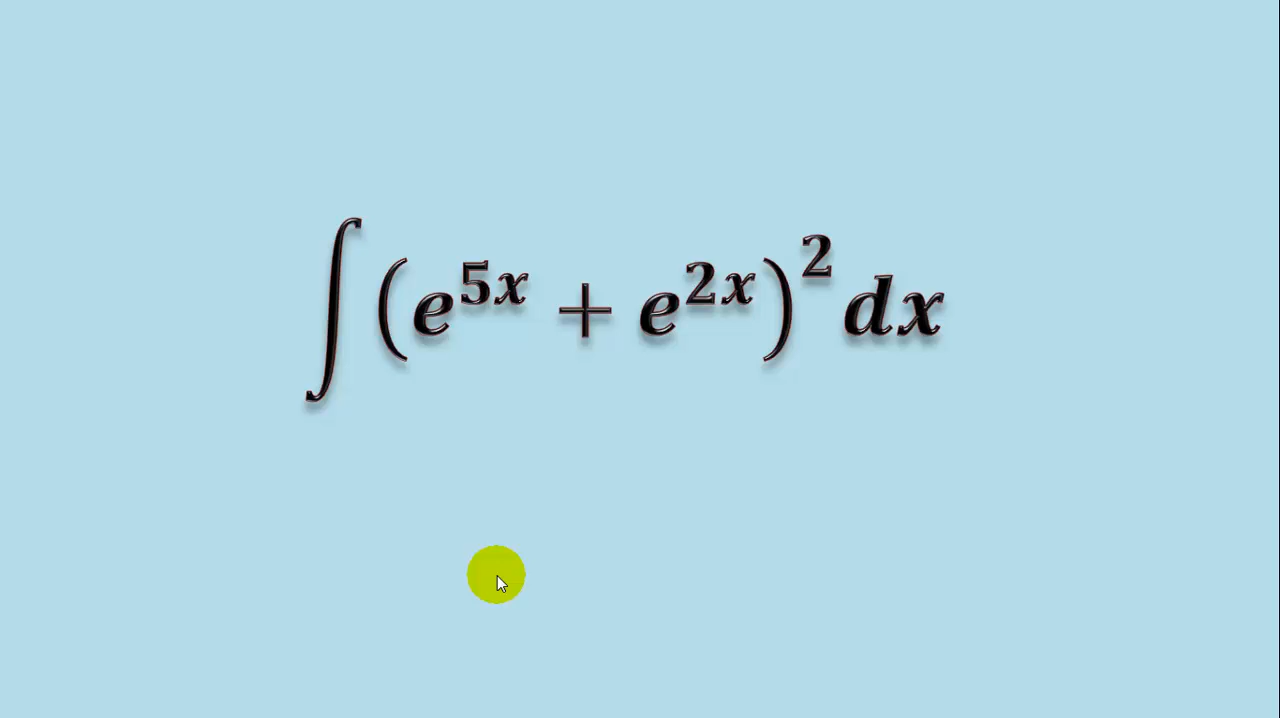 ∫(e^{5x} + e^{2x})^2 dx